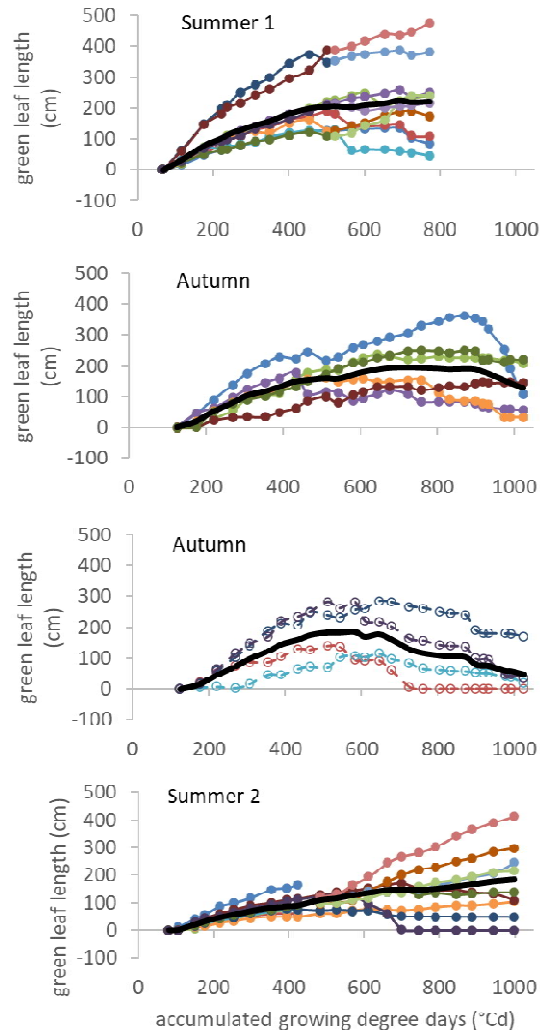 Summer 1
green leaf length
(cm)
500
400
300
200
100
0
-100
0 200 400 600 800 1000
Autumn
green leaf length
(cm)
500
400
300
200
100
0
-100
0 200 400 600 800 1000
Autumn
green leaf length
(cm)
500
400
300
200
100
0
-100
0 200 400 600 800 1000
Summer 2
green leaf length (cm)
500
400
300
200
100
0
-100
0 200 400 600 800 1000
accumulated growing degree days (°Cd)